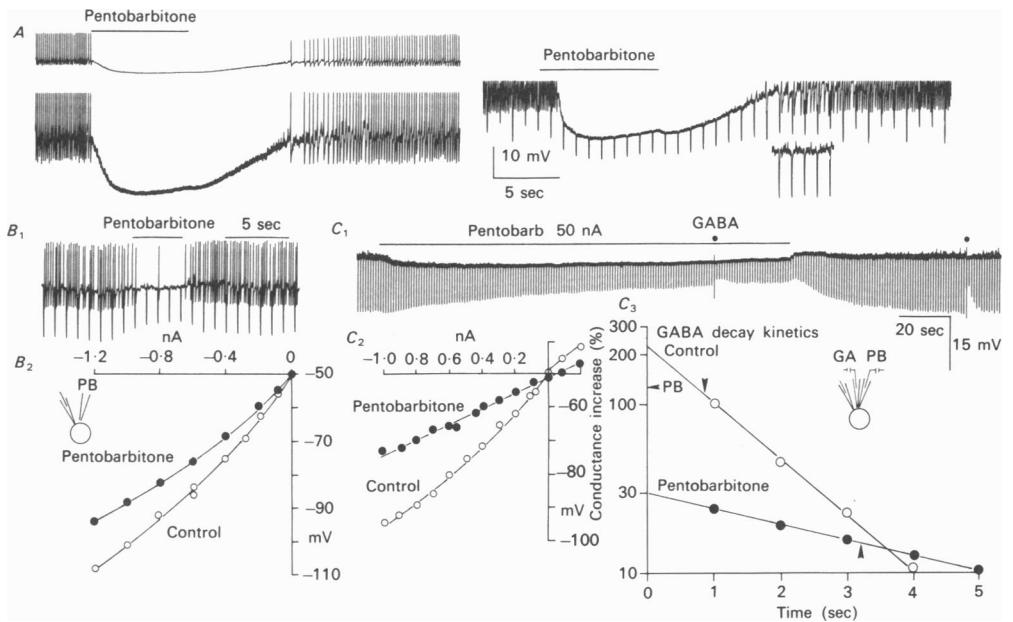 Pentobarbitone
A
Pentobarbitone
10 mV
5 sec
B1
Pentobarbitone
5 sec
C1
Pentobarb 50 nA
GABA
20 sec
15 mV
B2
nA
−1·2 −0·8 −0·4 0
−50
−70
−90
mV
−110
PB
Pentobarbitone
Control
C2
nA
−1·0 0·8 0·6 0·4 0·2
−60
−80
mV
−100
Pentobarbitone
Control
C3
Conductance increase (%)
300
200
100
30
10
GABA decay kinetics
Control
PB
GA PB
Pentobarbitone
0 1 2 3 4 5
Time (sec)